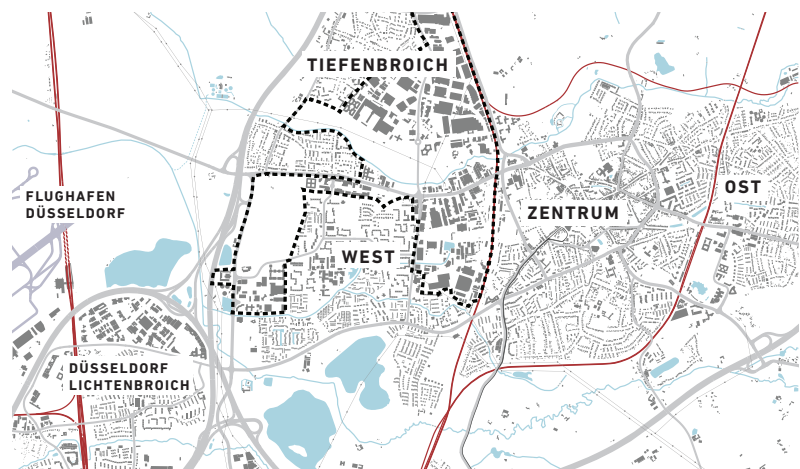 TIEFENBROICH
OST
FLUGHAFEN
DÜSSELDORF
ZENTRUM
WEST
DÜSSELDORF
LICHTENBROICH